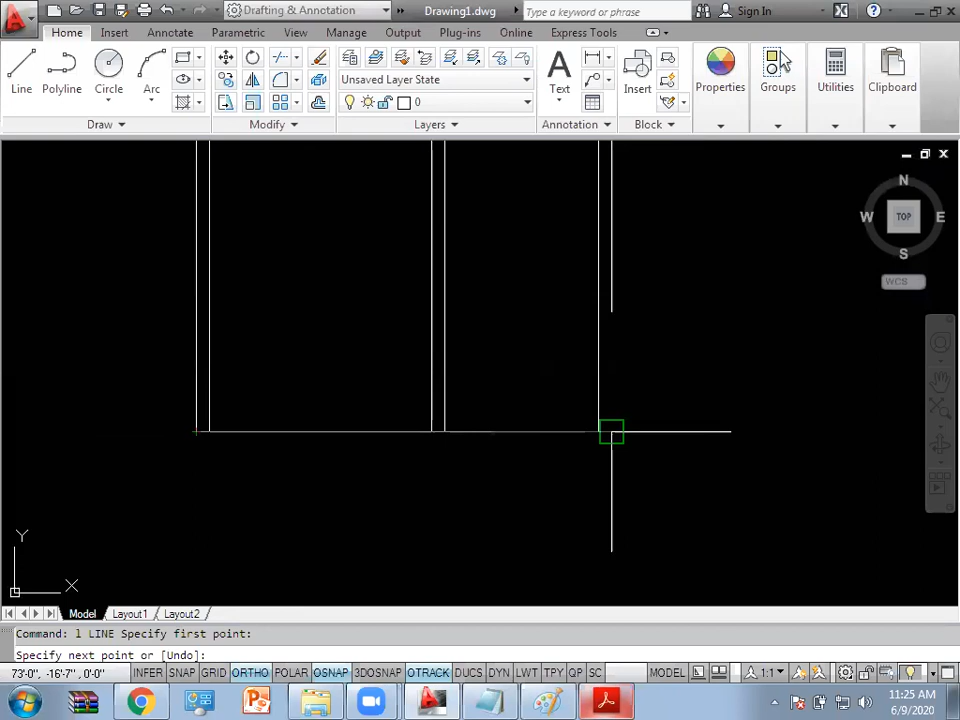 Drafting & Annotation
Drawing1.dwg
Type a keyword or phrase
Sign In
Home Insert Annotate Parametric View Manage Output Plug-ins Online Express Tools
Line Polyline Circle Arc
Unsaved Layer State
0
Text
Insert
Properties Groups Utilities Clipboard
Draw Modify Layers Annotation Block
N
W TOP E
S
WCS
Y
X
Model Layout1 Layout2
Command: l LINE Specify first point:
Specify next point or [Undo]:
73'0", -16'7" , 0'0" INFER SNAP GRID ORTHO POLAR OSNAP 3DOSNAP OTRACK DUCS DYN LWT TPY QP SC MODEL 1:1
11:25 AM
6/9/2020